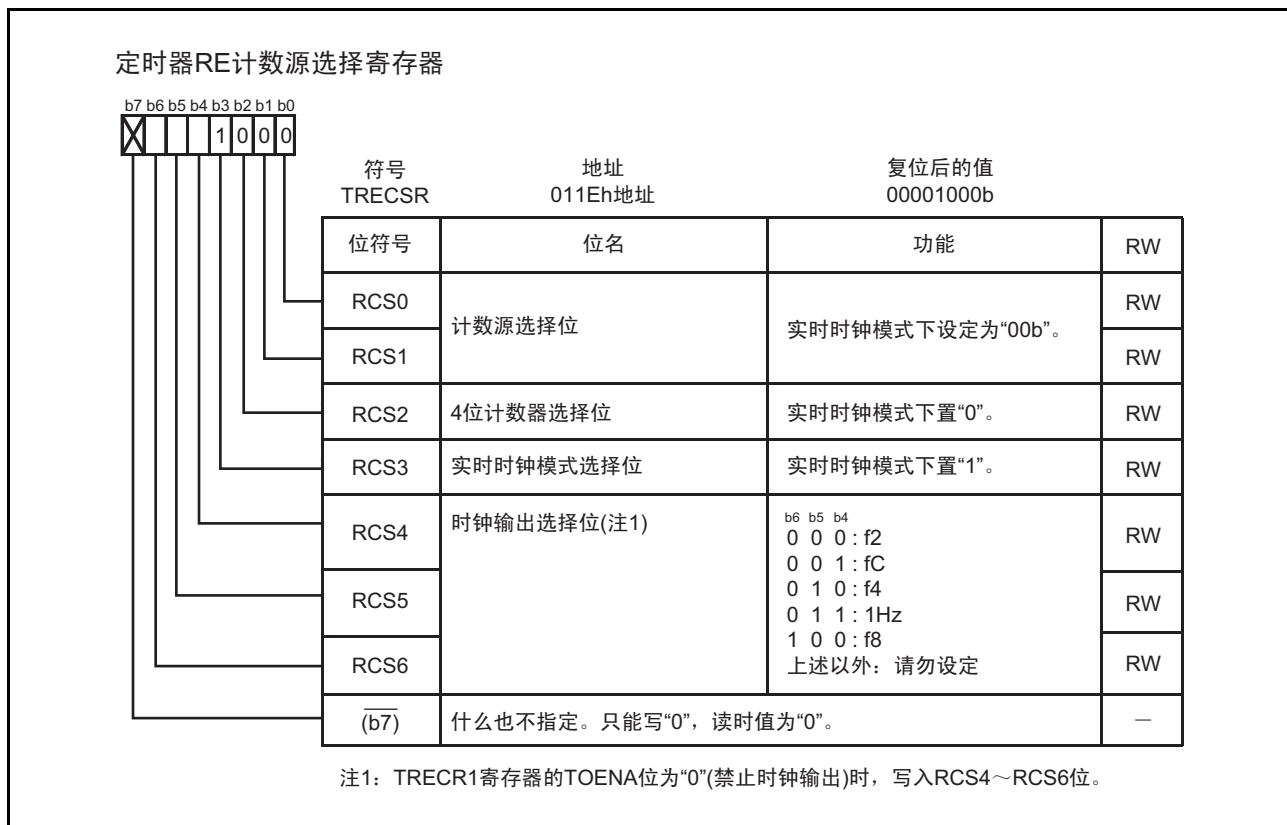 定时器RE计数源选择寄存器
b7 b6 b5 b4 b3 b2 b1 b0
1 0 0 0
符号 地址 复位后的值
TRECSR 011Eh地址 00001000b
位符号 位名 功能 RW
RCS0 计数源选择位 实时时钟模式下设定为“00b”。 RW
RCS1 RW
RCS2 4位计数器选择位 实时时钟模式下置“0”。 RW
RCS3 实时时钟模式选择位 实时时钟模式下置“1”。 RW
RCS4 时钟输出选择位(注1) RW
b6 b5 b4
0 0 0 : f2
0 0 1 : fC
0 1 0 : f4
RCS5 RW
0 1 1 : 1Hz
1 0 0 : f8
RCS6 上述以外：请勿设定 RW
(b7) 什么也不指定。只能写“0”，读时值为“0”。 —
注1：TRECR1寄存器的TOENA位为“0”(禁止时钟输出)时，写入RCS4～RCS6位。